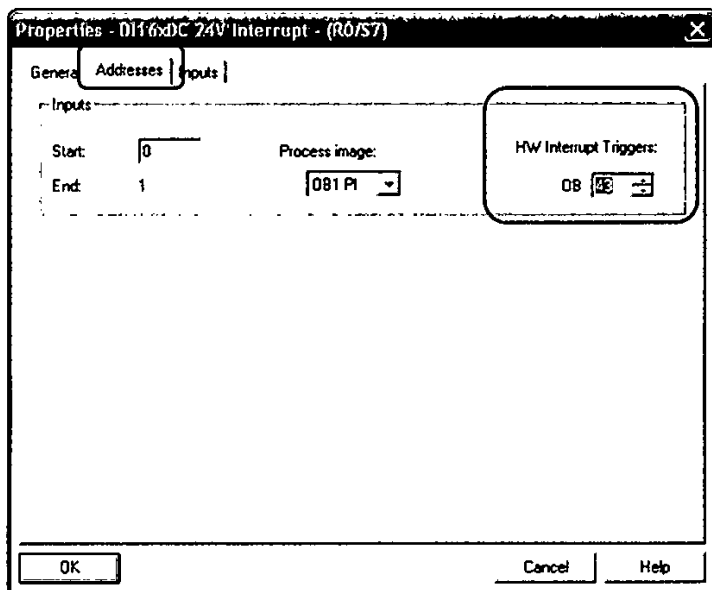 Properties - DI16xDC 24V Interrupt - (R0/S7)
General Addresses Inputs
Inputs
Start: 0 Process image: HW Interrupt Triggers:
End: 1 OB1 PI OB 43
OK Cancel Help